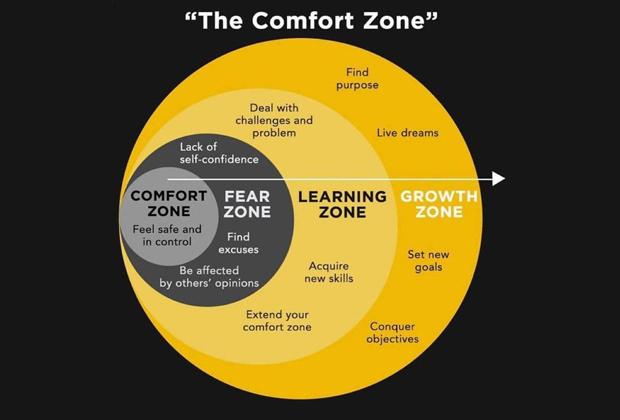 “The Comfort Zone”
Find
purpose
Deal with
challenges and
problem
Live dreams
Lack of
self-confidence
COMFORT
ZONE
Feel safe and
in control
FEAR
ZONE
Find
excuses
Be affected
by others’ opinions
LEARNING
ZONE
Acquire
new skills
Extend your
comfort zone
GROWTH
ZONE
Set new
goals
Conquer
objectives